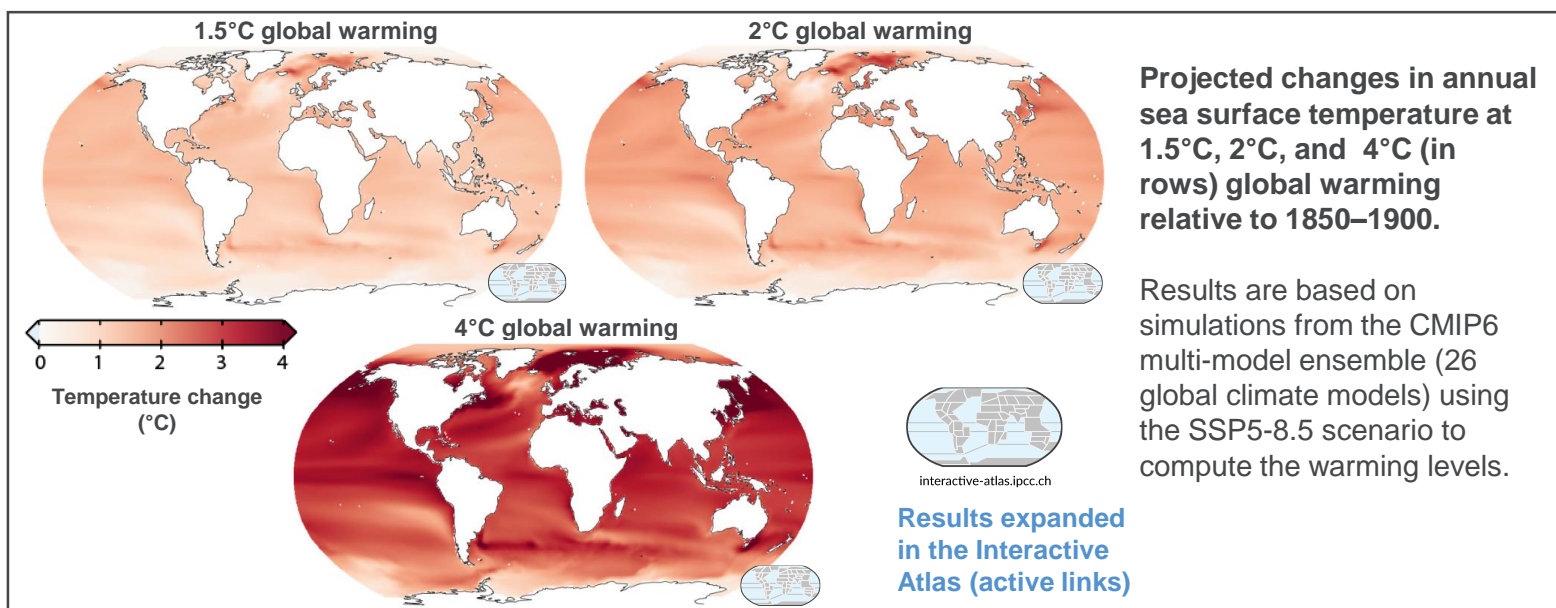 1.5°C global warming
2°C global warming
4°C global warming
0 1 2 3 4
Temperature change
(°C)
interactive-atlas.ipcc.ch
Results expanded
in the Interactive
Atlas (active links)
Projected changes in annual
sea surface temperature at
1.5°C, 2°C, and 4°C (in
rows) global warming
relative to 1850–1900.
Results are based on
simulations from the CMIP6
multi-model ensemble (26
global climate models) using
the SSP5-8.5 scenario to
compute the warming levels.